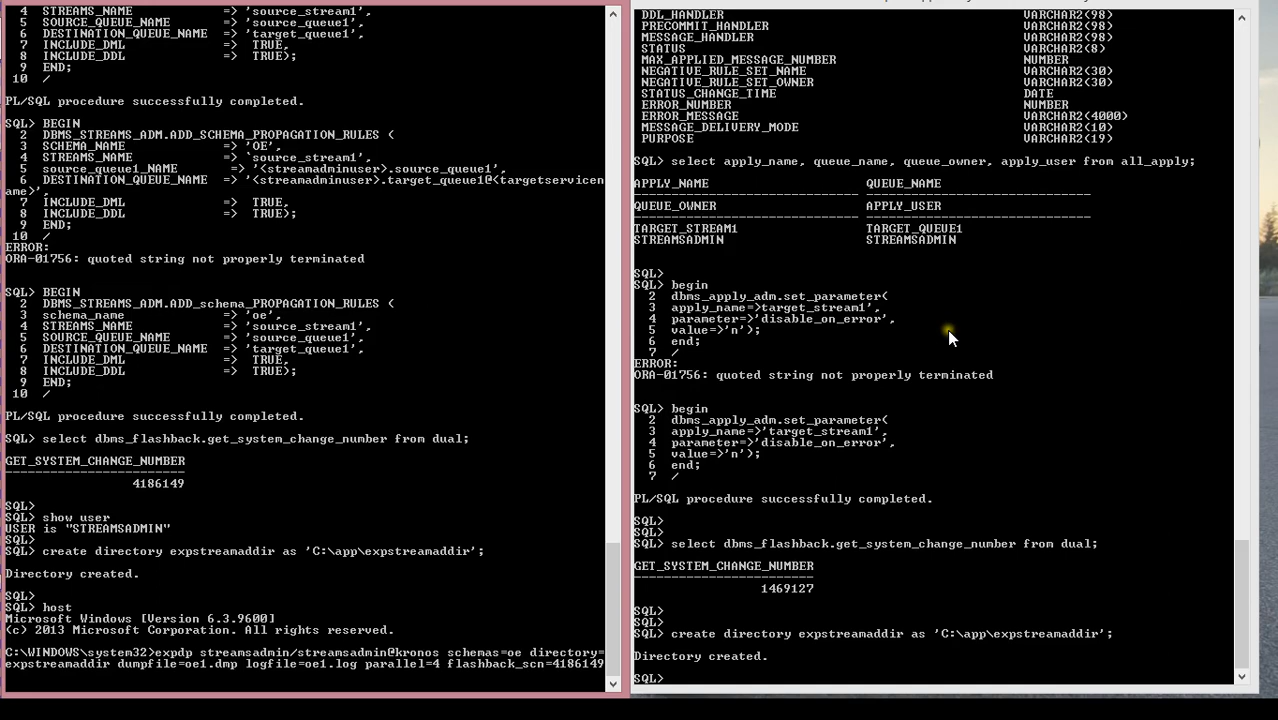 4  STREAMS_NAME           => 'source_stream1',
5  SOURCE_QUEUE_NAME      => 'source_queue1',
6  DESTINATION_QUEUE_NAME => 'target_queue1',
7  INCLUDE_DML            => TRUE,
8  INCLUDE_DDL            => TRUE);
9  END;
10  /
PL/SQL procedure successfully completed.
SQL> BEGIN
2  DBMS_STREAMS_ADM.ADD_SCHEMA_PROPAGATION_RULES (
3  SCHEMA_NAME            => 'OE',
4  STREAMS_NAME           => `source_stream1',
5  source_queue1_NAME      => '<streamadminuser>.source_queue1',
6  DESTINATION_QUEUE_NAME => '<streamadminuser>.target_queue1@<targetservicen
ame>',
7  INCLUDE_DML            => TRUE,
8  INCLUDE_DDL            => TRUE);
9  END;
10  /
ERROR:
ORA-01756: quoted string not properly terminated
SQL> BEGIN
2  DBMS_STREAMS_ADM.ADD_schema_PROPAGATION_RULES (
3  schema_name            => 'oe',
4  STREAMS_NAME           => 'source_stream1',
5  SOURCE_QUEUE_NAME      => 'source_queue1',
6  DESTINATION_QUEUE_NAME => 'target_queue1',
7  INCLUDE_DML            => TRUE,
8  INCLUDE_DDL            => TRUE);
9  END;
10  /
PL/SQL procedure successfully completed.
SQL> select dbms_flashback.get_system_change_number from dual;
GET_SYSTEM_CHANGE_NUMBER
------------------------
4186149
SQL>
SQL> show user
USER is "STREAMSADMIN"
SQL>
SQL> create directory expstreamaddir as 'C:\app\expstreamaddir';
Directory created.
SQL>
SQL> host
Microsoft Windows [Version 6.3.9600]
(c) 2013 Microsoft Corporation. All rights reserved.
C:\WINDOWS\system32>expdp streamsadmin/streamsadmin@kronos schemas=oe directory=
expstreamaddir dumpfile=oe1.dmp logfile=oe1.log parallel=4 flashback_scn=4186149
DDL_HANDLER                                        VARCHAR2(98)
PRECOMMIT_HANDLER                                  VARCHAR2(98)
MESSAGE_HANDLER                                    VARCHAR2(98)
STATUS                                             VARCHAR2(8)
MAX_APPLIED_MESSAGE_NUMBER                         NUMBER
NEGATIVE_RULE_SET_NAME                             VARCHAR2(30)
NEGATIVE_RULE_SET_OWNER                            VARCHAR2(30)
STATUS_CHANGE_TIME                                 DATE
ERROR_NUMBER                                       NUMBER
ERROR_MESSAGE                                      VARCHAR2(4000)
MESSAGE_DELIVERY_MODE                              VARCHAR2(10)
PURPOSE                                            VARCHAR2(19)
SQL> select apply_name, queue_name, queue_owner, apply_user from all_apply;
APPLY_NAME                     QUEUE_NAME
------------------------------ ------------------------------
QUEUE_OWNER                    APPLY_USER
------------------------------ ------------------------------
TARGET_STREAM1                 TARGET_QUEUE1
STREAMSADMIN                   STREAMSADMIN
SQL>
SQL> begin
2  dbms_apply_adm.set_parameter(
3  apply_name=>target_stream1',
4  parameter=>'disable_on_error',
5  value=>'n');
6  end;
7  /
ERROR:
ORA-01756: quoted string not properly terminated
SQL> begin
2  dbms_apply_adm.set_parameter(
3  apply_name=>'target_stream1',
4  parameter=>'disable_on_error',
5  value=>'n');
6  end;
7  /
PL/SQL procedure successfully completed.
SQL>
SQL>
SQL> select dbms_flashback.get_system_change_number from dual;
GET_SYSTEM_CHANGE_NUMBER
------------------------
1469127
SQL>
SQL>
SQL> create directory expstreamaddir as 'C:\app\expstreamaddir';
Directory created.
SQL>